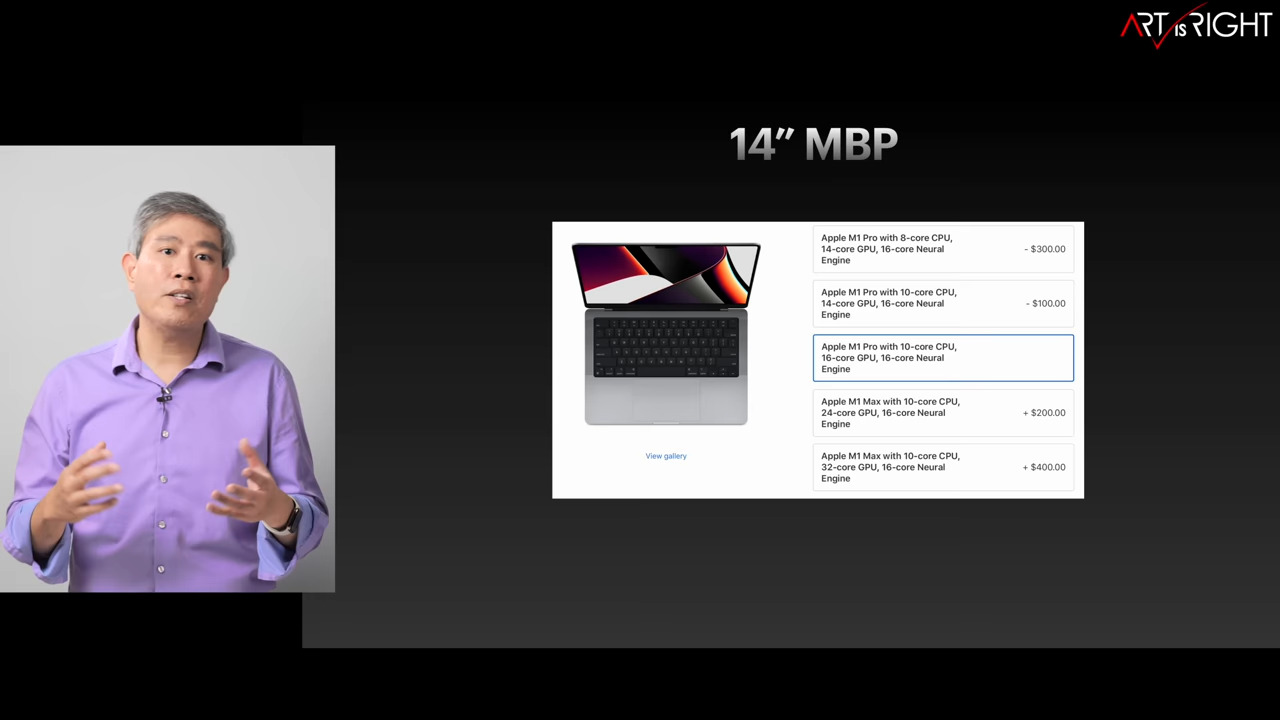 ART IS RIGHT
14″ MBP
Apple M1 Pro with 8-core CPU,
14-core GPU, 16-core Neural
Engine
- $300.00
Apple M1 Pro with 10-core CPU,
14-core GPU, 16-core Neural
Engine
- $100.00
Apple M1 Pro with 10-core CPU,
16-core GPU, 16-core Neural
Engine
Apple M1 Max with 10-core CPU,
24-core GPU, 16-core Neural
Engine
+ $200.00
Apple M1 Max with 10-core CPU,
32-core GPU, 16-core Neural
Engine
+ $400.00
View gallery